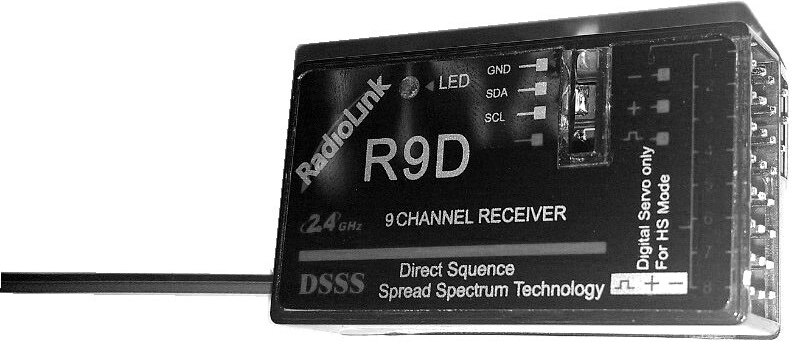 RadioLink
LED
GND
SDA
SCL
R9D
2.4GHz
9 CHANNEL RECEIVER
DSSS
Direct Squence
Spread Spectrum Technology
Digital Servo only
For HS Mode